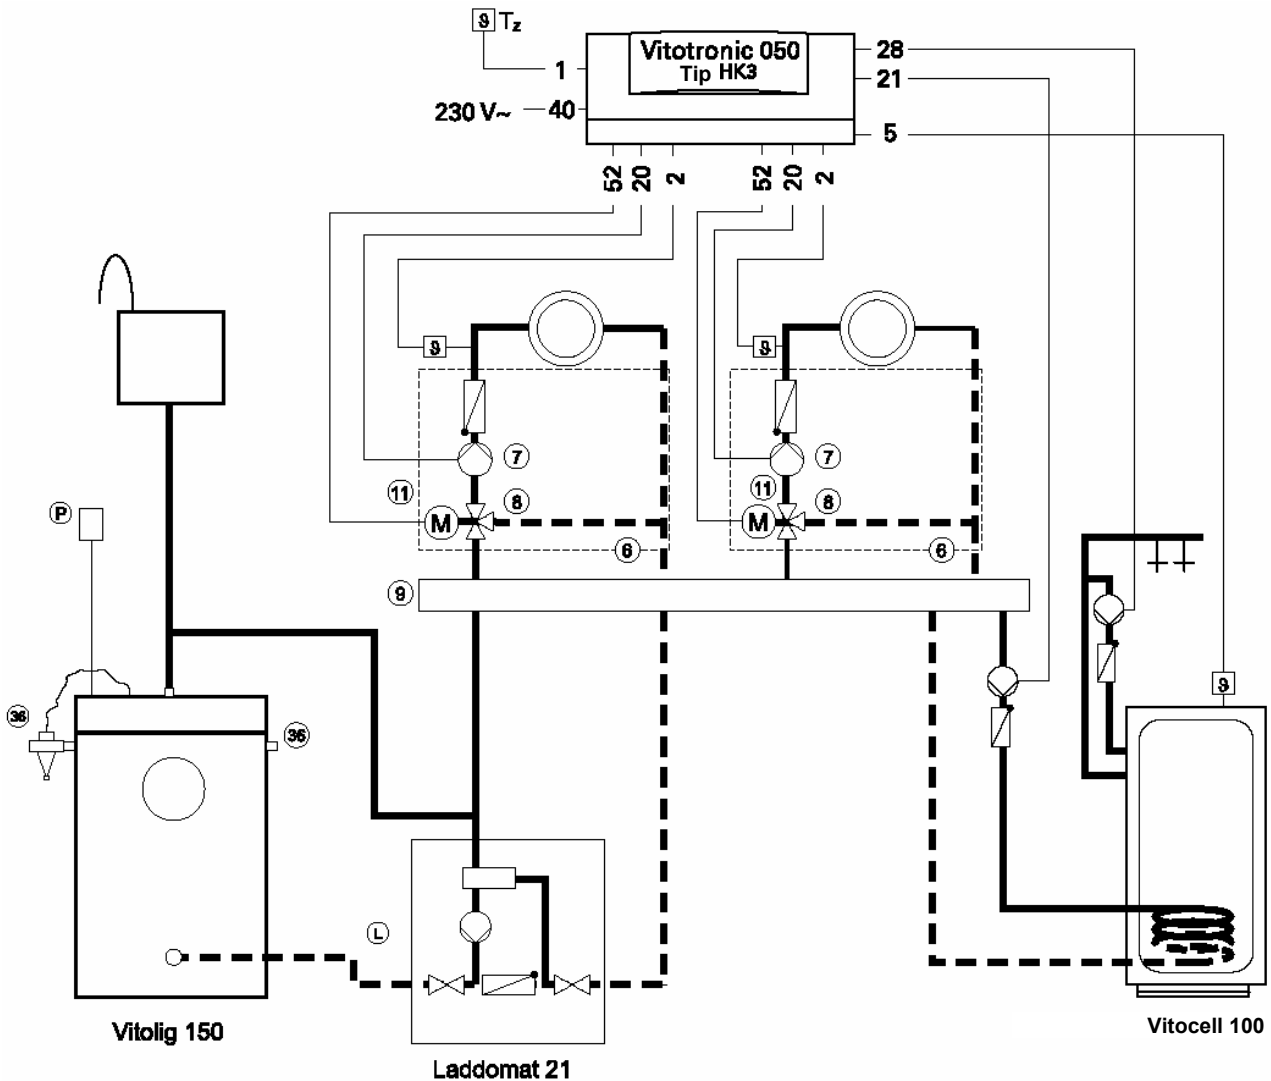 ϑ Tz
Vitotronic 050
Tip HK3
1
230 V~ 40
28
21
5
52 20 2
52 20 2
ϑ
ϑ
7
7
11
8
11
8
M
M
P
6
6
9
36
36
ϑ
L
Vitolig 150
Vitocell 100
Laddomat 21